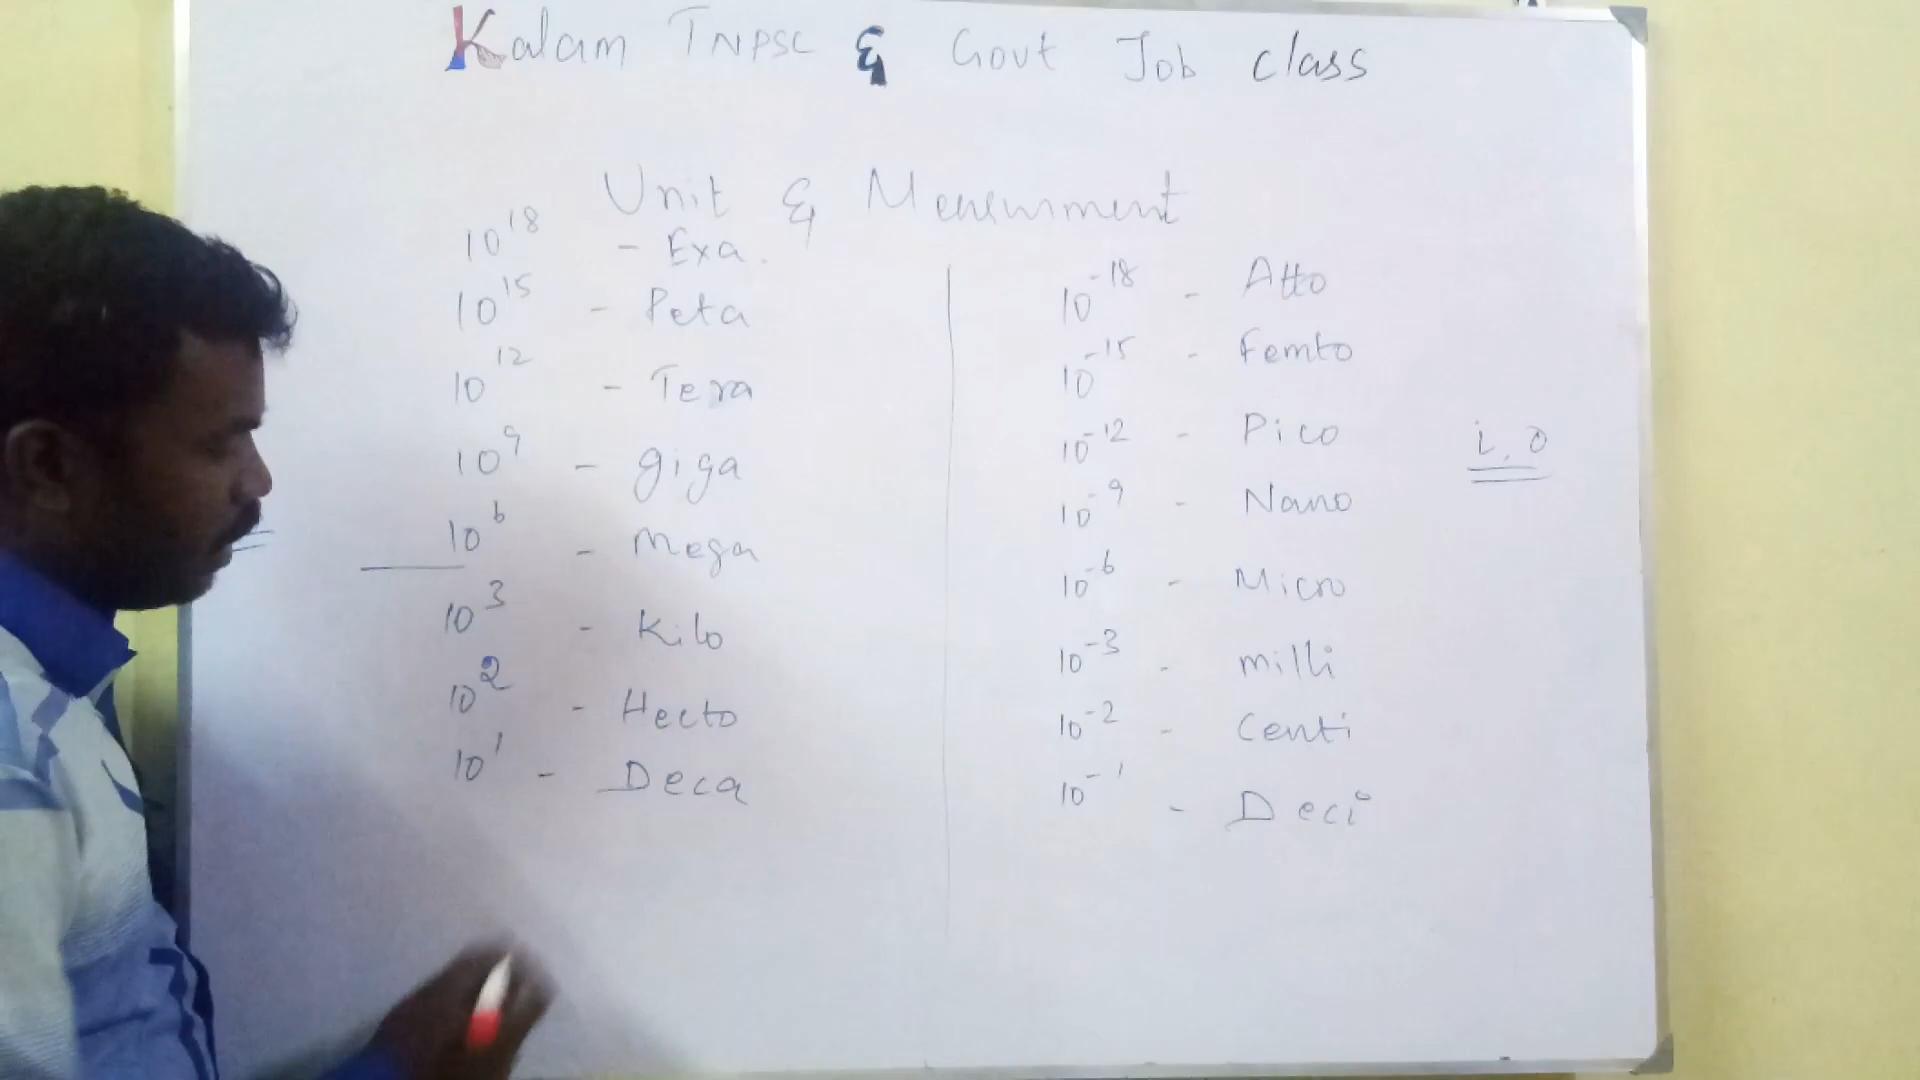 Kalam TNPSC & Govt Job class
Unit & Mensurnment
10^18 - Exa.
10^15 - Peta
10^12 - Tera
10^9 - giga
10^6 - Mega
10^3 - Kilo
10^2 - Hecto
10^1 - Deca
10^-18 - Atto
10^-15 - Femto
10^-12 - Pico
10^-9 - Nano
10^-6 - Micro
10^-3 - milli
10^-2 - Centi
10^-1 - Deci
i, o